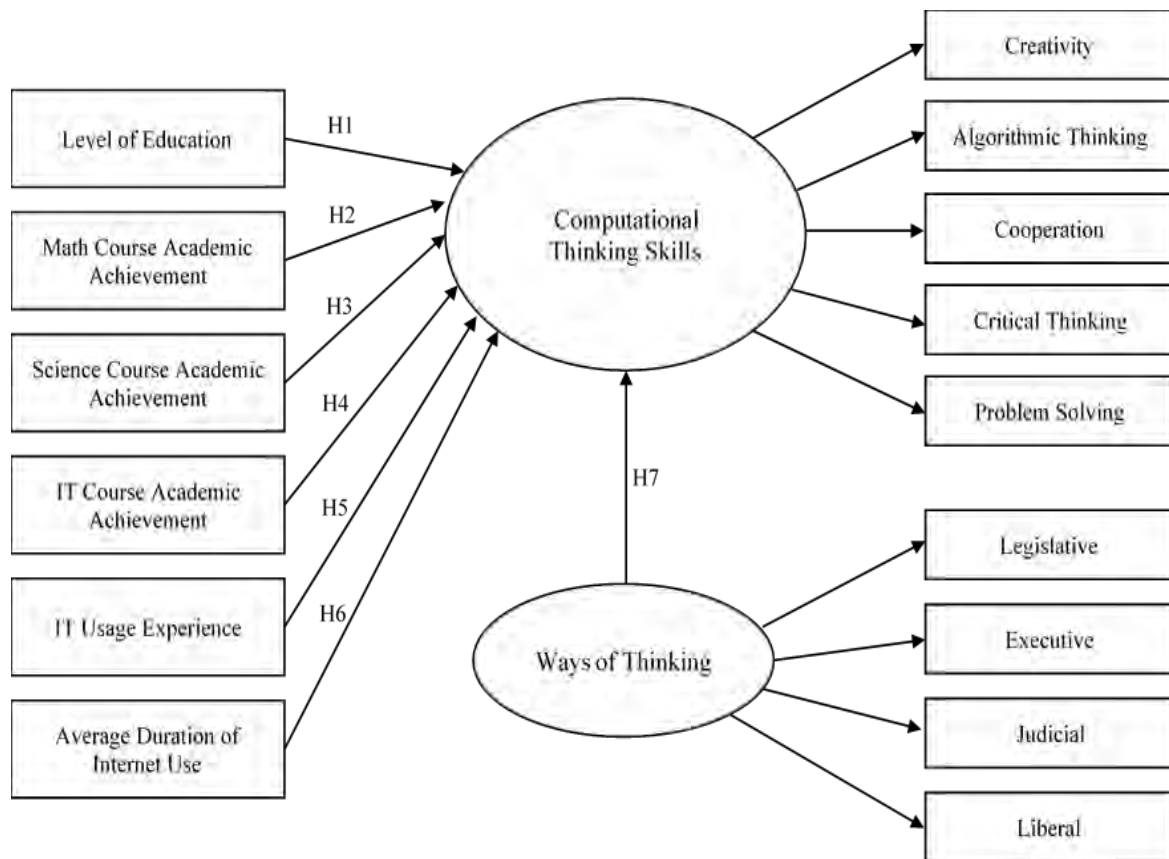 Level of Education
Math Course Academic
Achievement
Science Course Academic
Achievement
IT Course Academic
Achievement
IT Usage Experience
Average Duration of
Internet Use
H1
H2
H3
H4
H5
H6
Computational
Thinking Skills
H7
Ways of Thinking
Creativity
Algorithmic Thinking
Cooperation
Critical Thinking
Problem Solving
Legislative
Executive
Judicial
Liberal